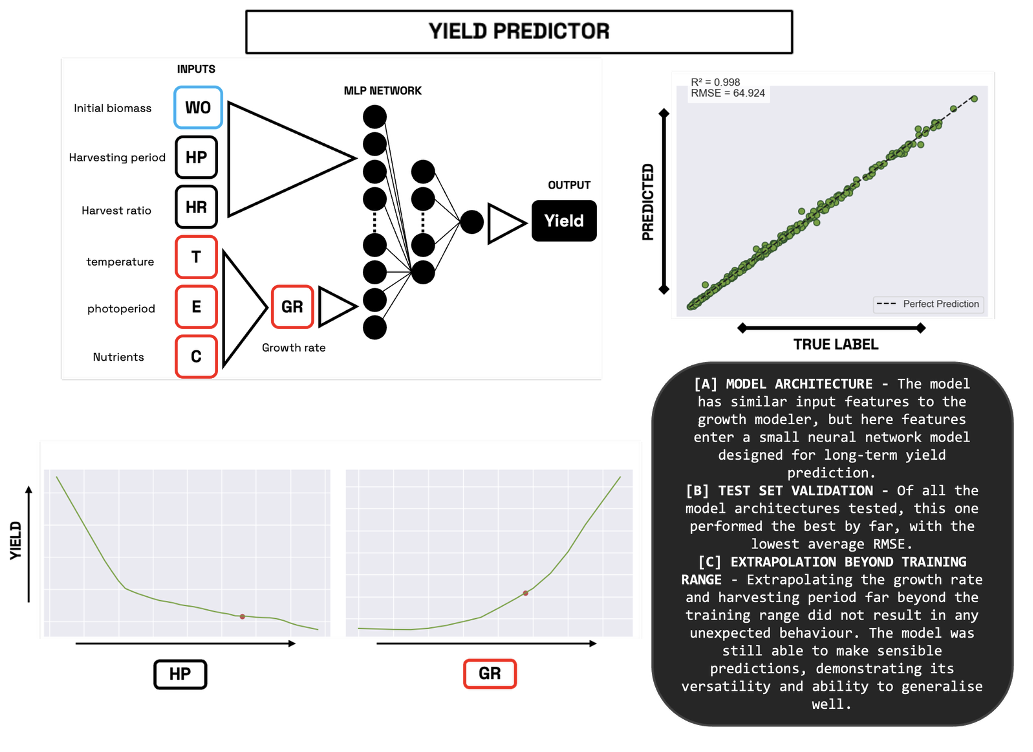 YIELD PREDICTOR
INPUTS
Initial biomass
WO
Harvesting period
HP
Harvest ratio
HR
temperature
T
photoperiod
E
Nutrients
C
GR
Growth rate
MLP NETWORK
OUTPUT
Yield
R² = 0.998
RMSE = 64.924
PREDICTED
Perfect Prediction
TRUE LABEL
YIELD
HP
GR
[A] MODEL ARCHITECTURE - The model
has similar input features to the
growth modeler, but here features
enter a small neural network model
designed for long-term yield
prediction.
[B] TEST SET VALIDATION - Of all the
model architectures tested, this one
performed the best by far, with the
lowest average RMSE.
[C] EXTRAPOLATION BEYOND TRAINING
RANGE - Extrapolating the growth rate
and harvesting period far beyond the
training range did not result in any
unexpected behaviour. The model was
still able to make sensible
predictions, demonstrating its
versatility and ability to generalise
well.